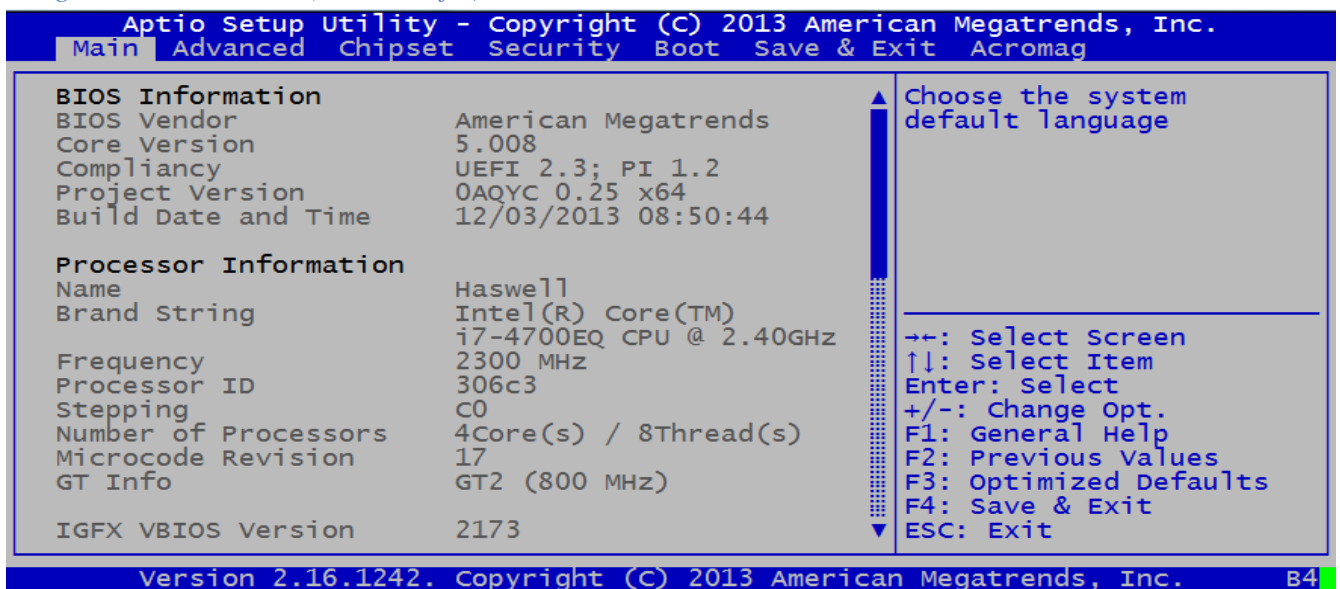 Aptio Setup Utility - Copyright (C) 2013 American Megatrends, Inc.
Main Advanced Chipset Security Boot Save & Exit Acromag
BIOS Information
BIOS Vendor American Megatrends
Core Version 5.008
Compliancy UEFI 2.3; PI 1.2
Project Version 0AQYC 0.25 x64
Build Date and Time 12/03/2013 08:50:44
Processor Information
Name Haswell
Brand String Intel(R) Core(TM)
i7-4700EQ CPU @ 2.40GHz
Frequency 2300 MHz
Processor ID 306c3
Stepping C0
Number of Processors 4Core(s) / 8Thread(s)
Microcode Revision 17
GT Info GT2 (800 MHz)
IGFX VBIOS Version 2173
Choose the system
default language
→←: Select Screen
↑↓: Select Item
Enter: Select
+/-: Change Opt.
F1: General Help
F2: Previous Values
F3: Optimized Defaults
F4: Save & Exit
ESC: Exit
Version 2.16.1242. Copyright (C) 2013 American Megatrends, Inc.
B4